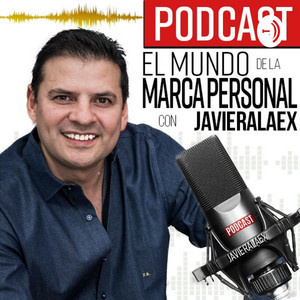 PODCAST
EL MUNDO DE LA
MARCA PERSONAL
CON JAVIERALAEX
PODCAST
JAVIERALAEX